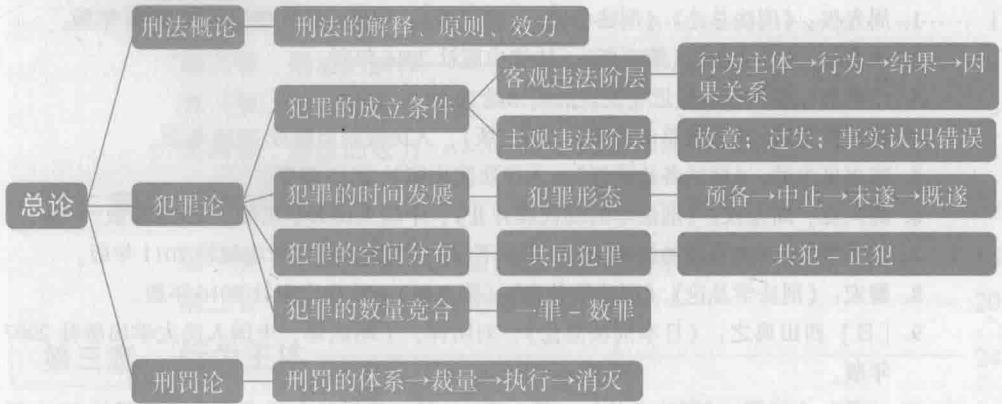 刑法概论
刑法的解释、原则、效力
客观违法阶层
行为主体→行为→结果→因
果关系
犯罪的成立条件
主观违法阶层
故意；过失；事实认识错误
总论
犯罪论
犯罪的时间发展
犯罪形态
预备→中止→未遂→既遂
犯罪的空间分布
共同犯罪
共犯－正犯
犯罪的数量竞合
一罪－数罪
刑罚论
刑罚的体系→裁量→执行→消灭